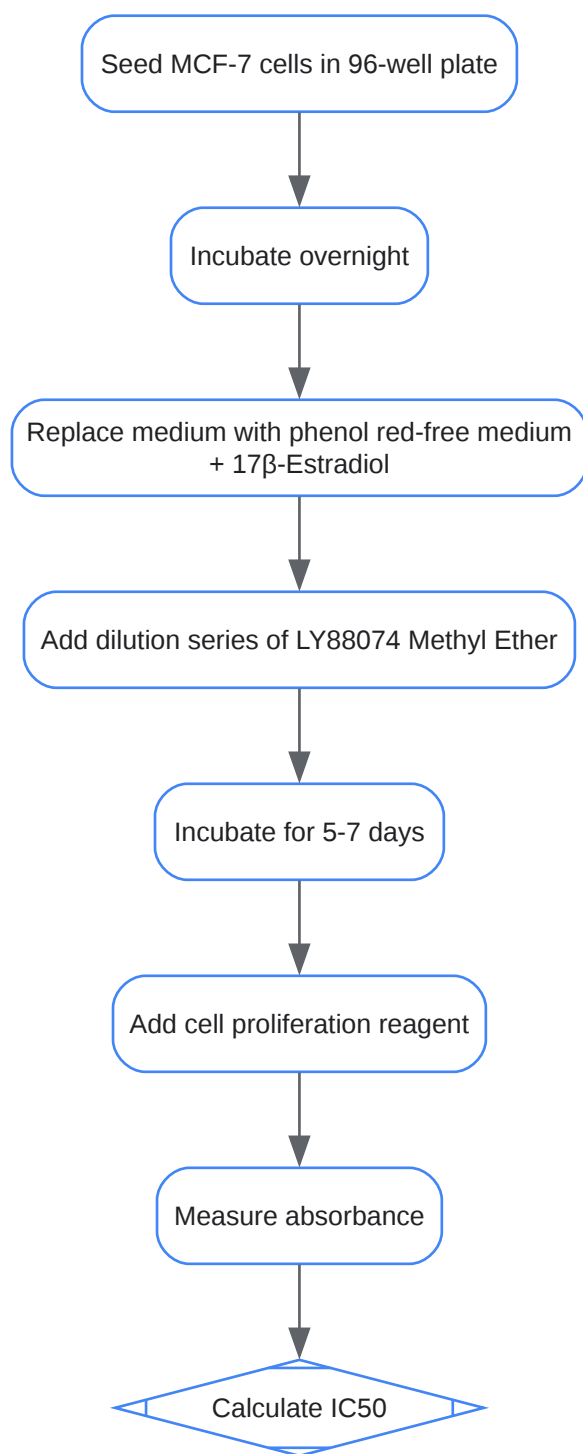 Seed MCF-7 cells in 96-well plate
Incubate overnight
Replace medium with phenol red-free medium
+ 17β-Estradiol
Add dilution series of LY88074 Methyl Ether
Incubate for 5-7 days
Add cell proliferation reagent
Measure absorbance
Calculate IC50